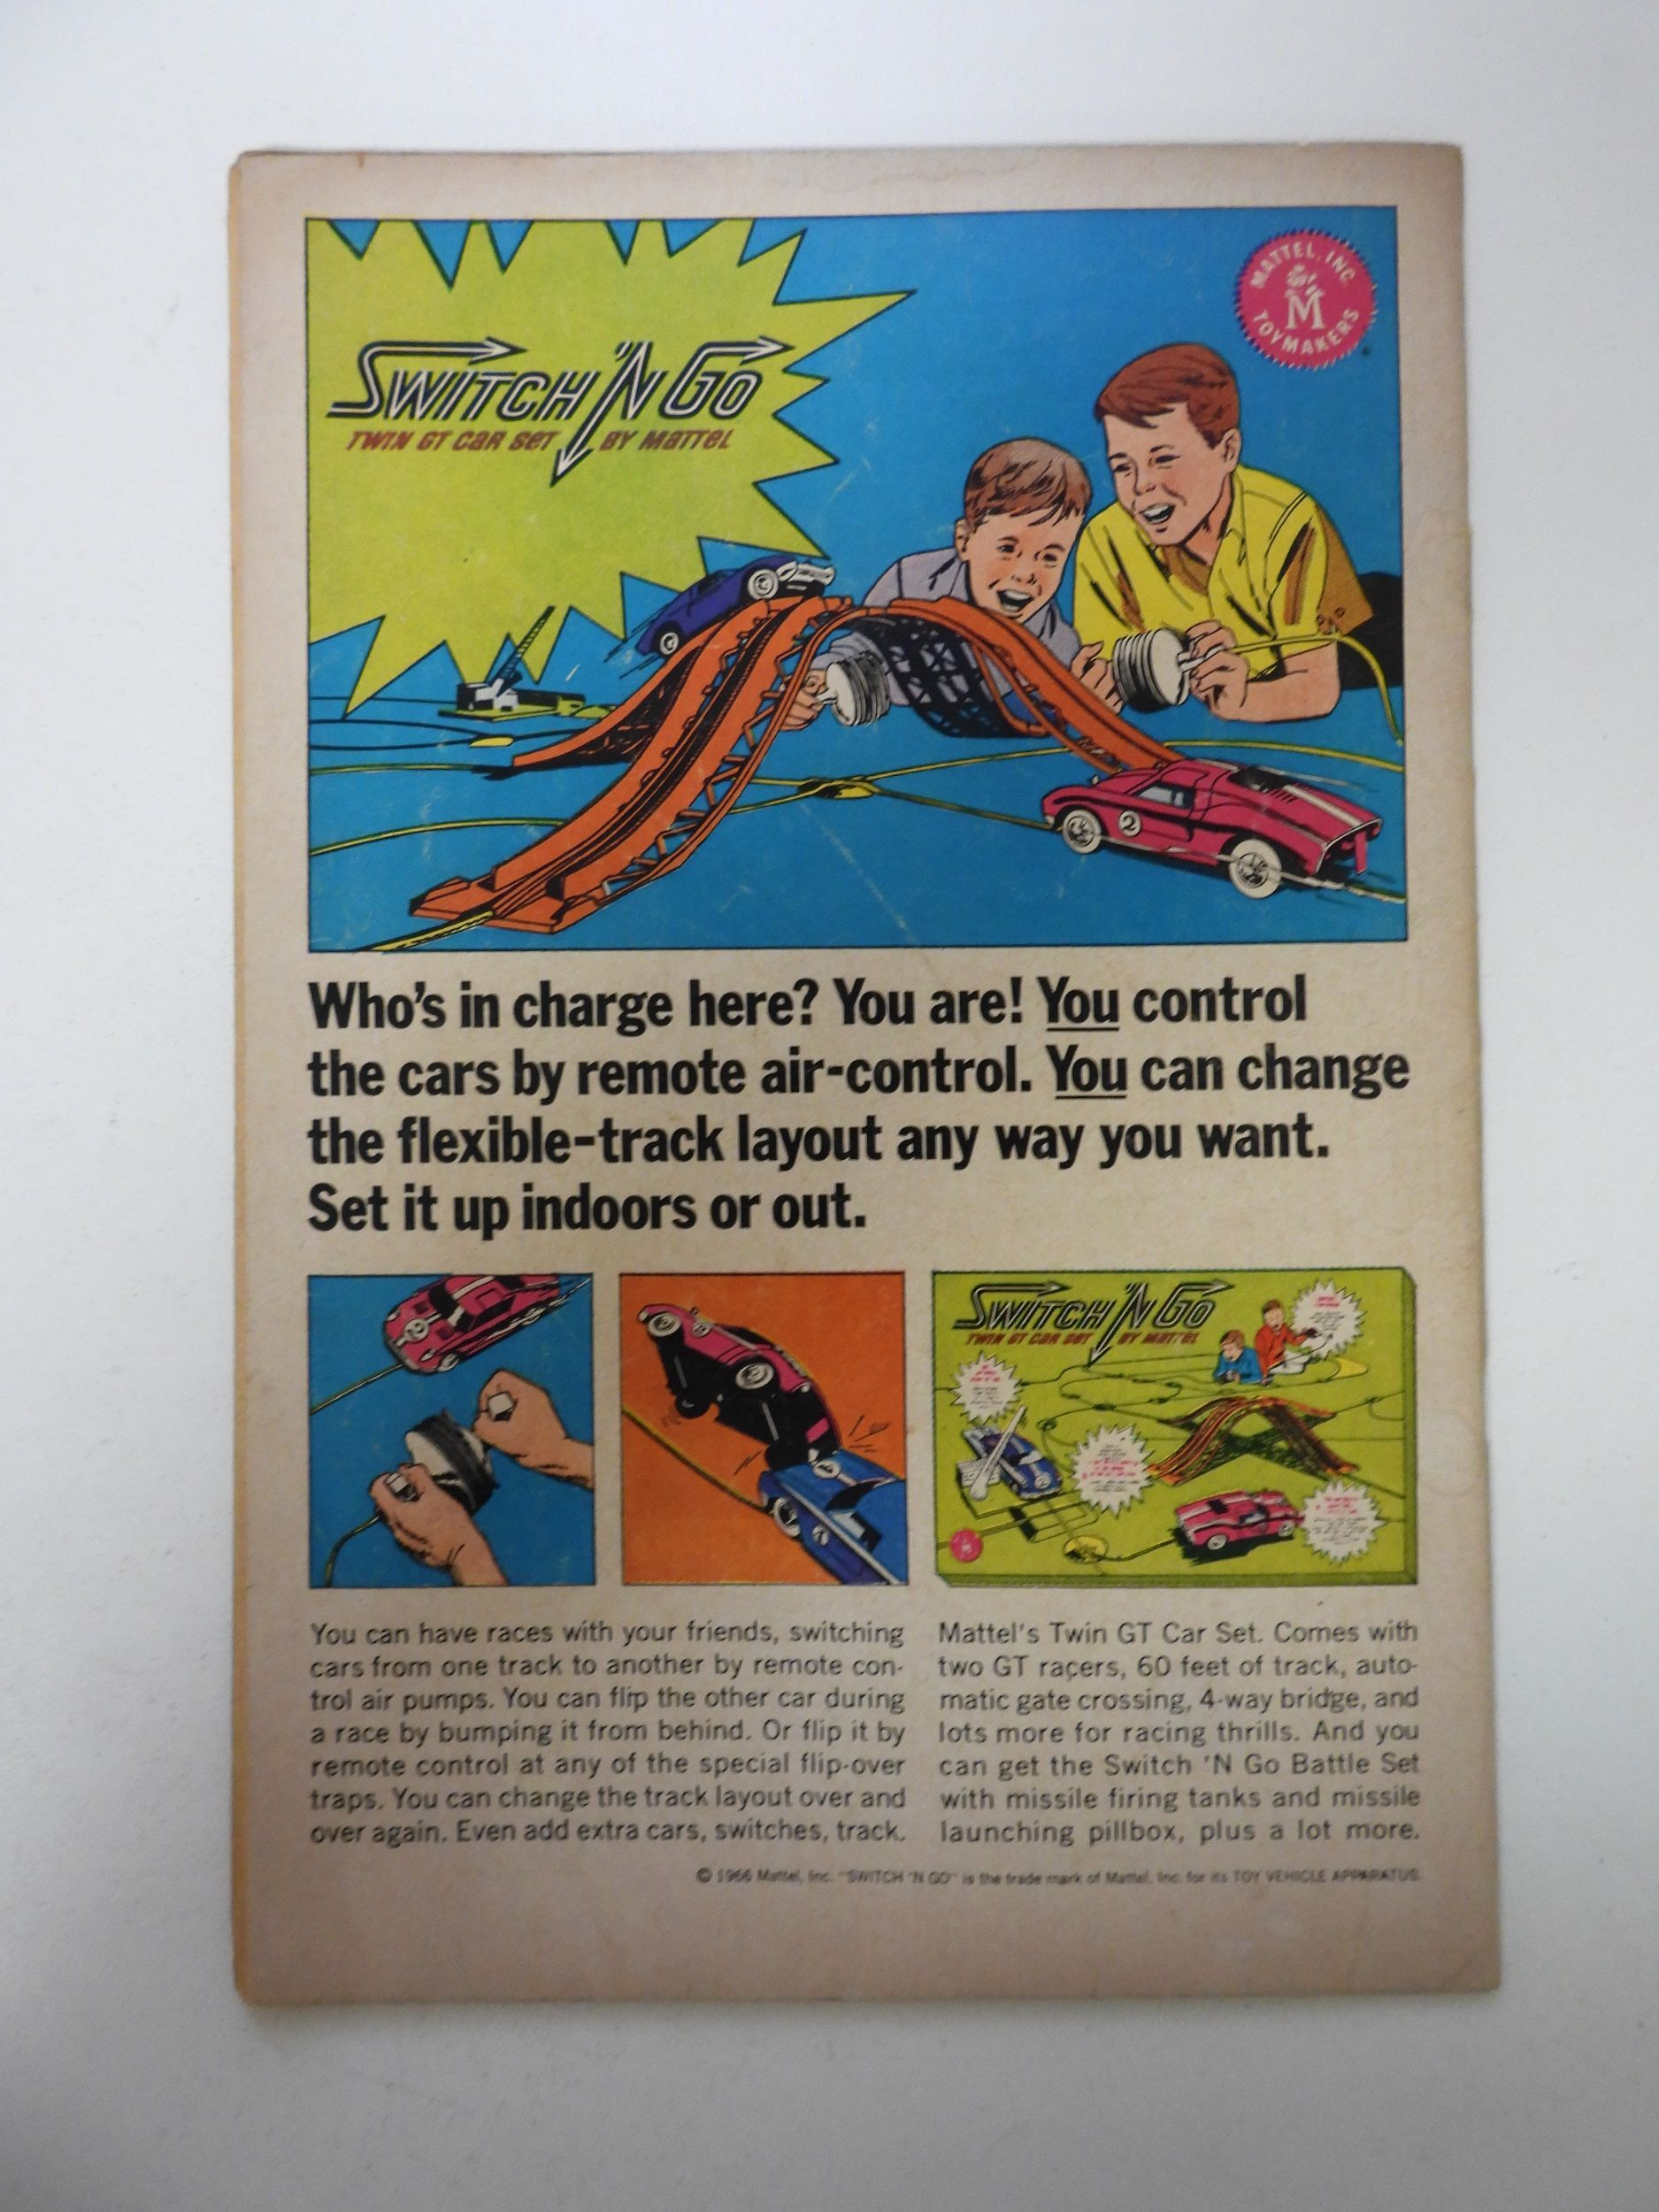 MATTEL, INC.
M
TOYMAKERS
SWITCH 'N GO
TWIN GT CAR SET BY MATTEL
2
Who's in charge here? You are! You control
the cars by remote air-control. You can change
the flexible-track layout any way you want.
Set it up indoors or out.
SWITCH 'N GO
TWIN GT CAR SET BY MATTEL
You can have races with your friends, switching
cars from one track to another by remote con-
trol air pumps. You can flip the other car during
a race by bumping it from behind. Or flip it by
remote control at any of the special flip-over
traps. You can change the track layout over and
over again. Even add extra cars, switches, track.
Mattel's Twin GT Car Set. Comes with
two GT racers, 60 feet of track, auto-
matic gate crossing, 4-way bridge, and
lots more for racing thrills. And you
can get the Switch 'N Go Battle Set
with missile firing tanks and missile
launching pillbox, plus a lot more.
© 1966 Mattel, Inc. "SWITCH 'N GO" is the trade mark of Mattel, Inc. for its TOY VEHICLE APPARATUS.